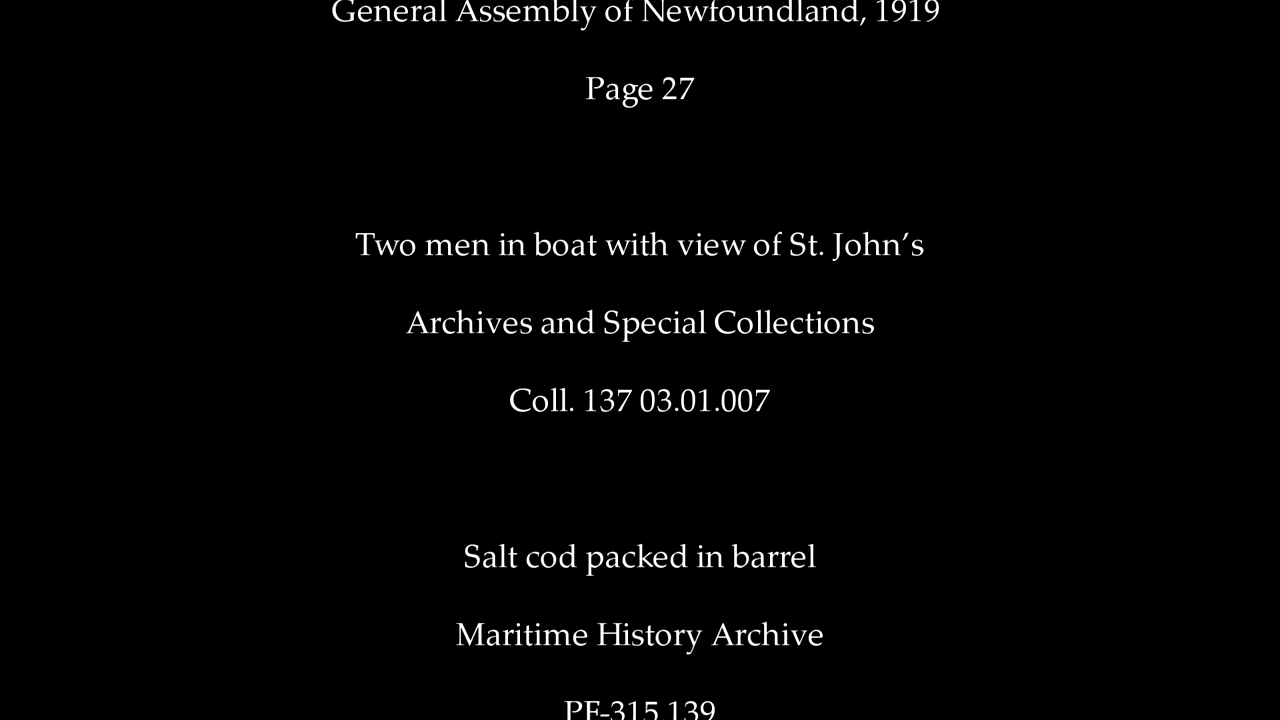 General Assembly of Newfoundland, 1919
Page 27
Two men in boat with view of St. John’s
Archives and Special Collections
Coll. 137 03.01.007
Salt cod packed in barrel
Maritime History Archive
PF-315.139